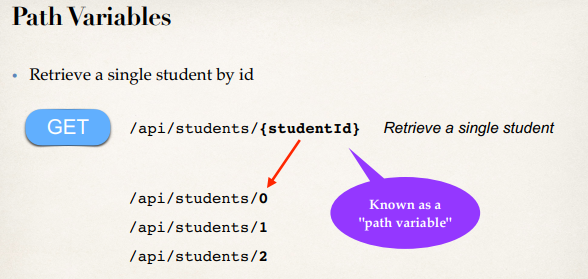 Path Variables
• Retrieve a single student by id
GET /api/students/{studentId} Retrieve a single student
/api/students/0
/api/students/1
/api/students/2
Known as a
"path variable"